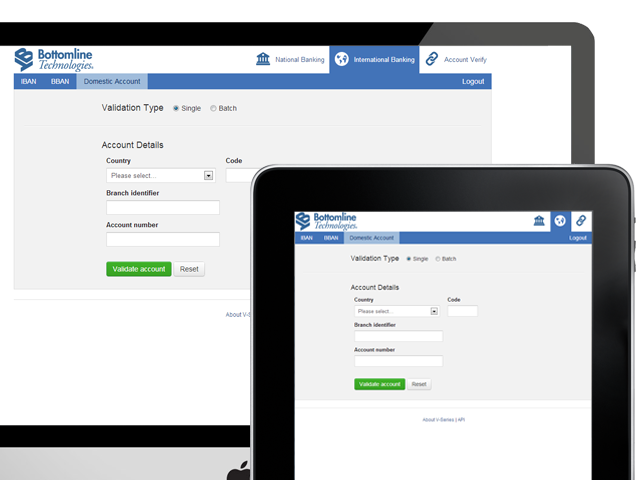 Bottomline
Technologies.
National Banking
International Banking
Account Verify
IBAN BBAN Domestic Account Logout
Validation Type Single Batch
Account Details
Country Code
Please select...
Branch identifier
Account number
Validate account Reset
About V-S
Bottomline
Technologies.
IBAN BBAN Domestic Account Logout
Validation Type Single Batch
Account Details
Country Code
Please select...
Branch identifier
Account number
Validate account Reset
About V-Series | API